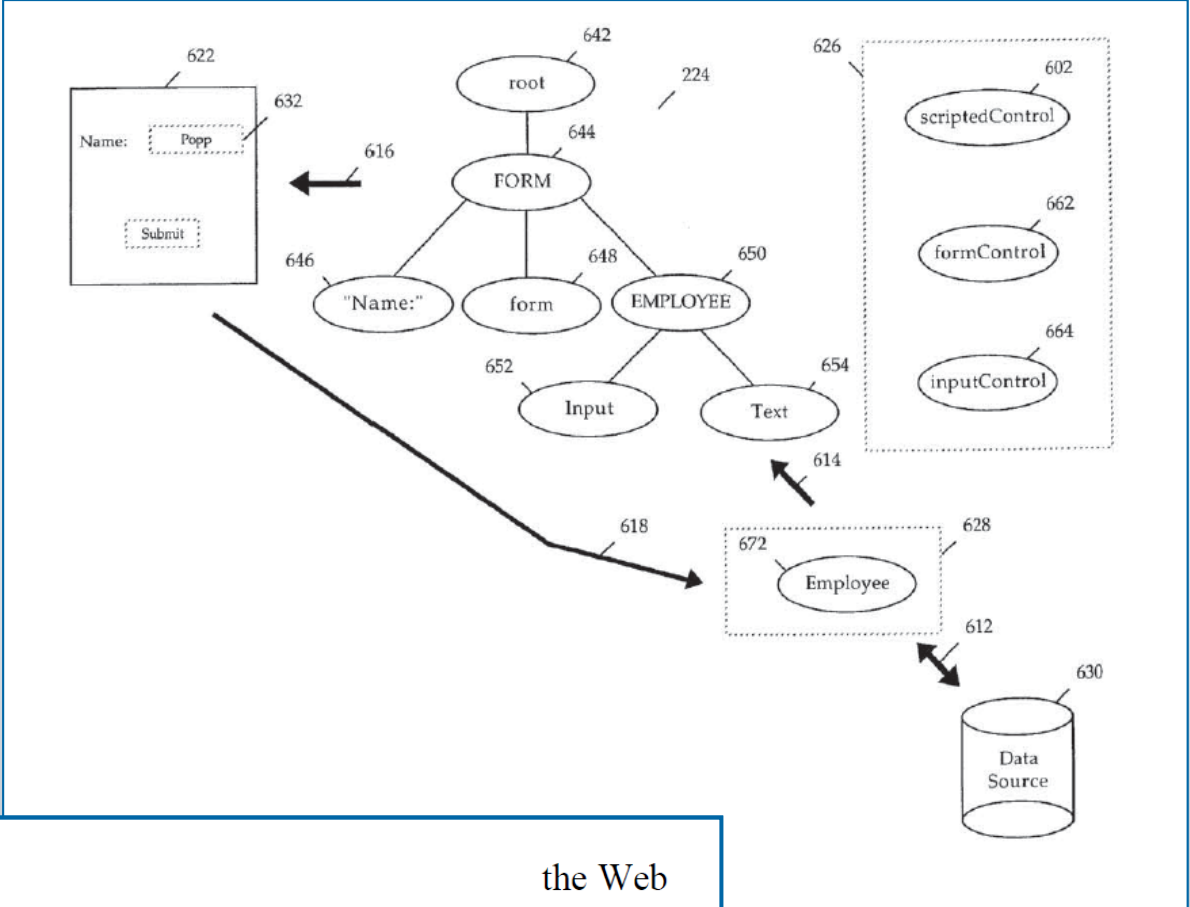 642
622
626
602
root
224
632
scriptedControl
644
Name:
Popp
616
FORM
662
Submit
646
648
650
formControl
"Name:"
form
EMPLOYEE
664
652
654
inputControl
Input
Text
614
618
672
628
Employee
612
630
Data
Source
the Web